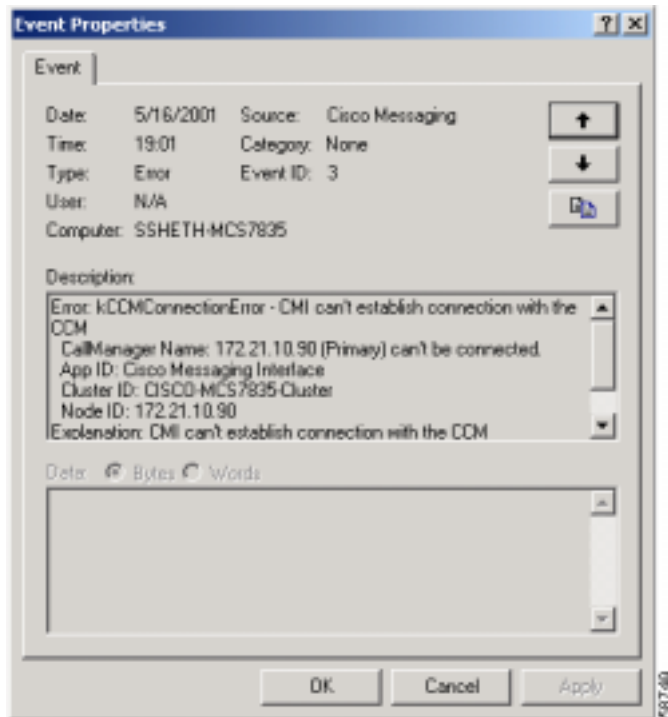 Event Properties
Event
Date: 5/16/2001 Source: Cisco Messaging
Time: 19:01 Category: None
Type: Error Event ID: 3
User: N/A
Computer: SSHETH-MCS7835
Description:
Error: kCCMConnectionError - CMI can't establish connection with the
CCM
CallManager Name: 172.21.10.90 (Primary) can't be connected.
App ID: Cisco Messaging Interface
Cluster ID: CISCO-MCS7835-Cluster
Node ID: 172.21.10.90
Explanation: CMI can't establish connection with the CCM
Data: Bytes Words
OK Cancel Apply
59749